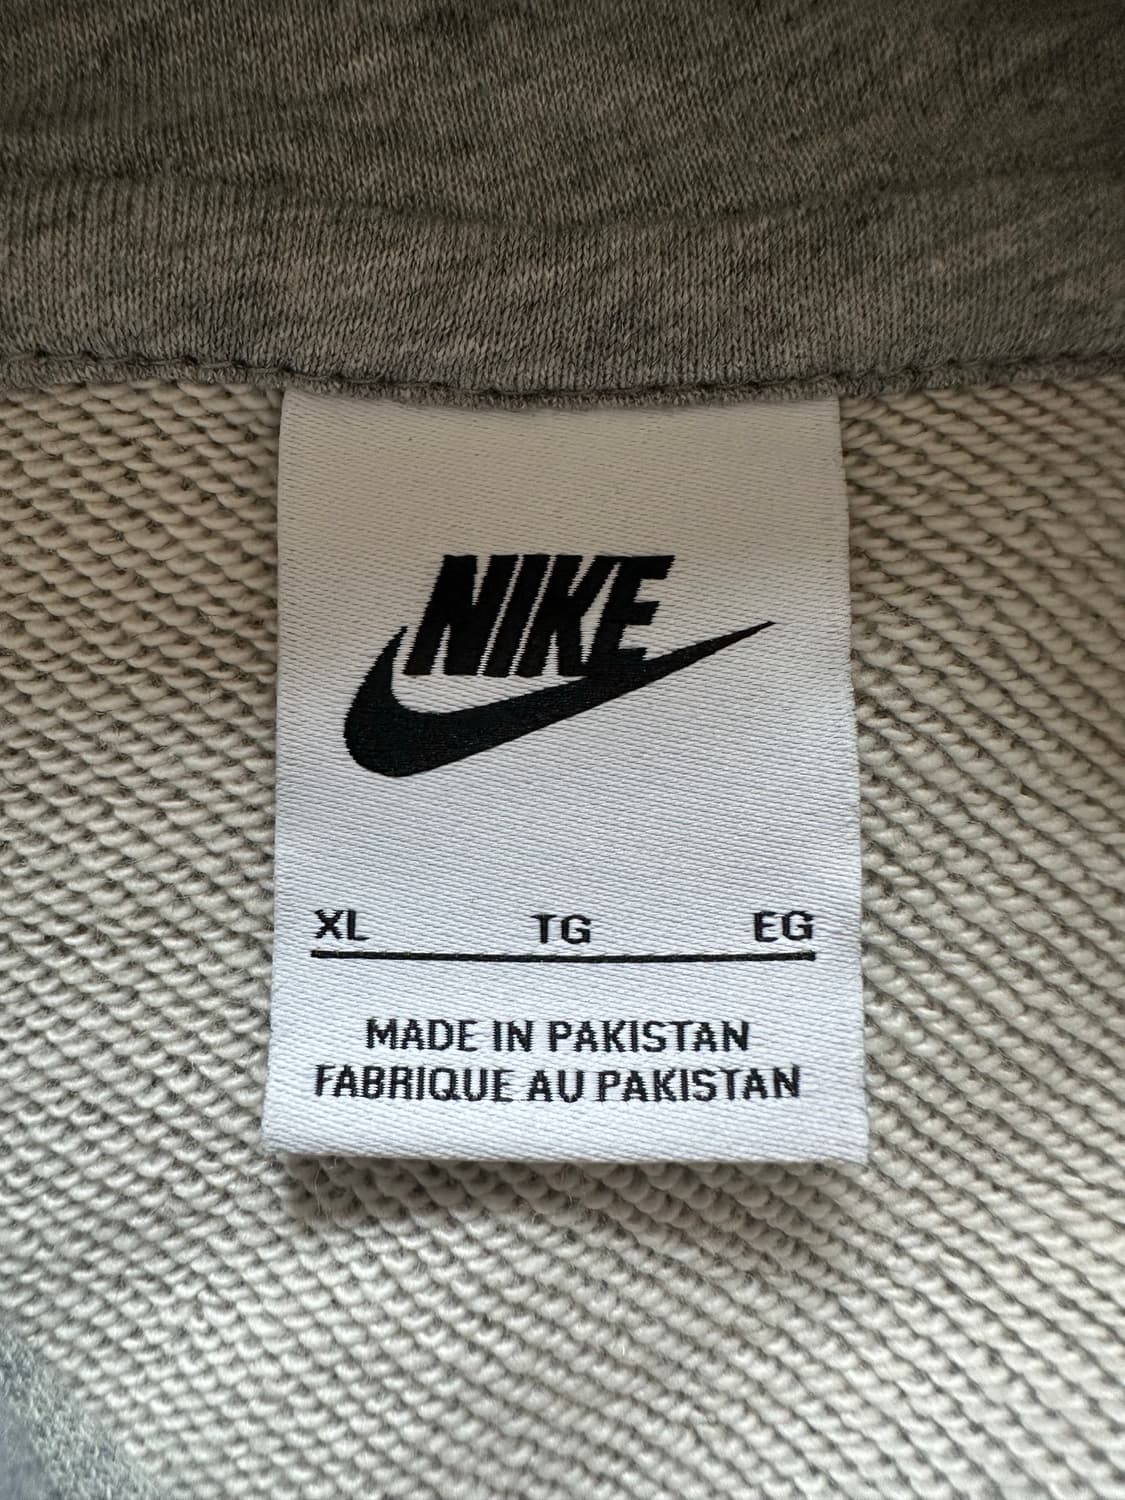 NIKE
XL TG EG
MADE IN PAKISTAN
FABRIQUE AU PAKISTAN